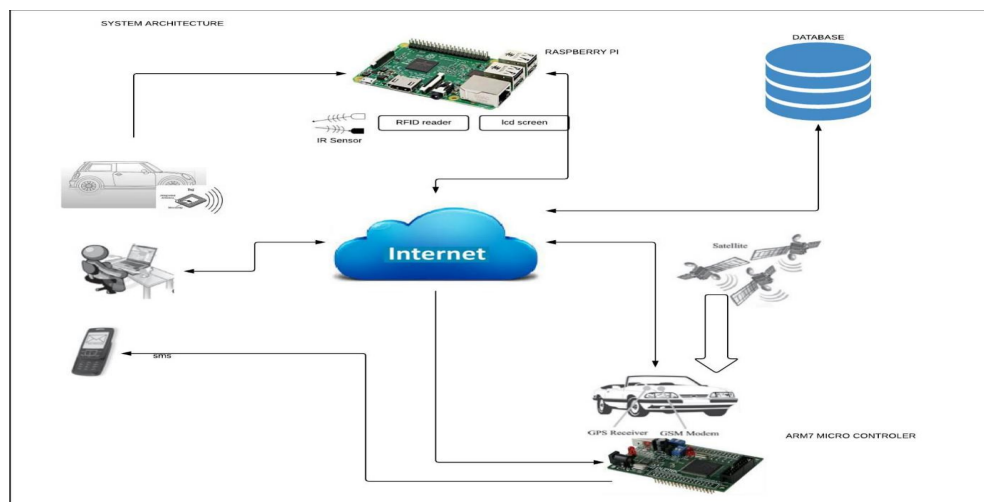 SYSTEM ARCHITECTURE
RASPBERRY PI
DATABASE
RFID reader
lcd screen
IR Sensor
Internet
Satellite
sms
GPS Receiver
GSM Modem
ARM7 MICRO CONTROLER